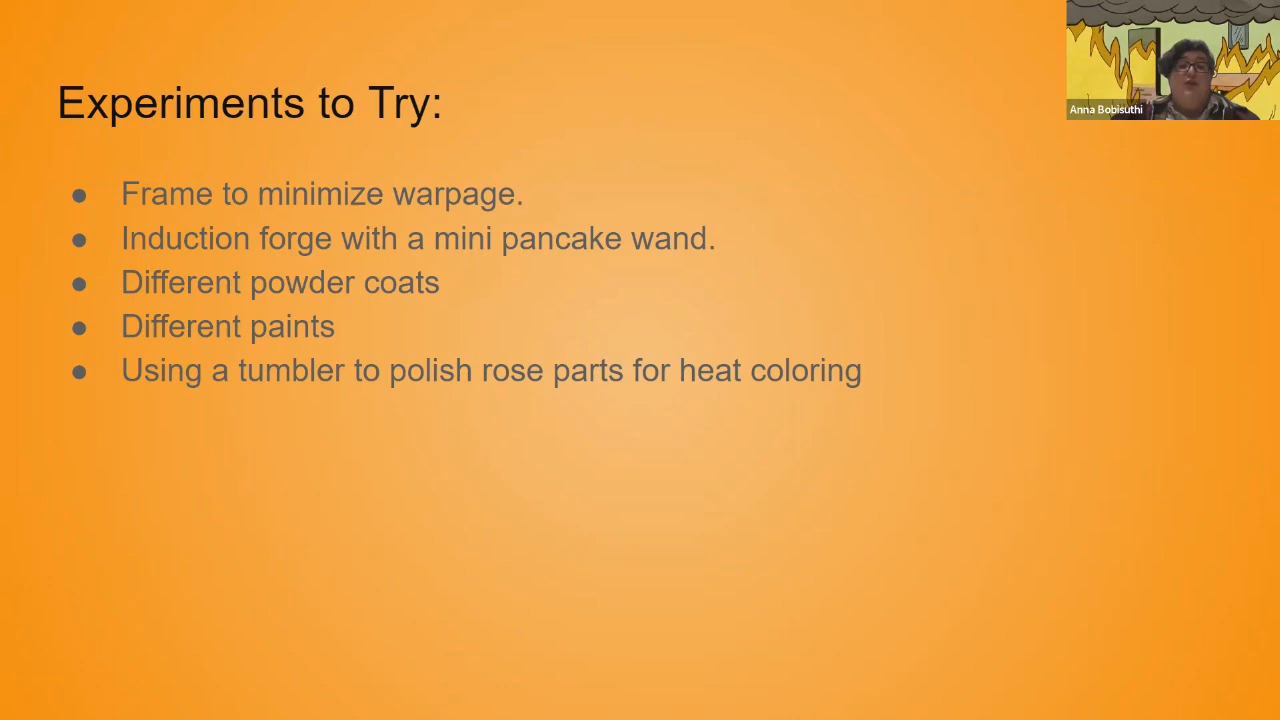 Experiments to Try:
● Frame to minimize warpage.
● Induction forge with a mini pancake wand.
● Different powder coats
● Different paints
● Using a tumbler to polish rose parts for heat coloring
Anna Bobisuthi